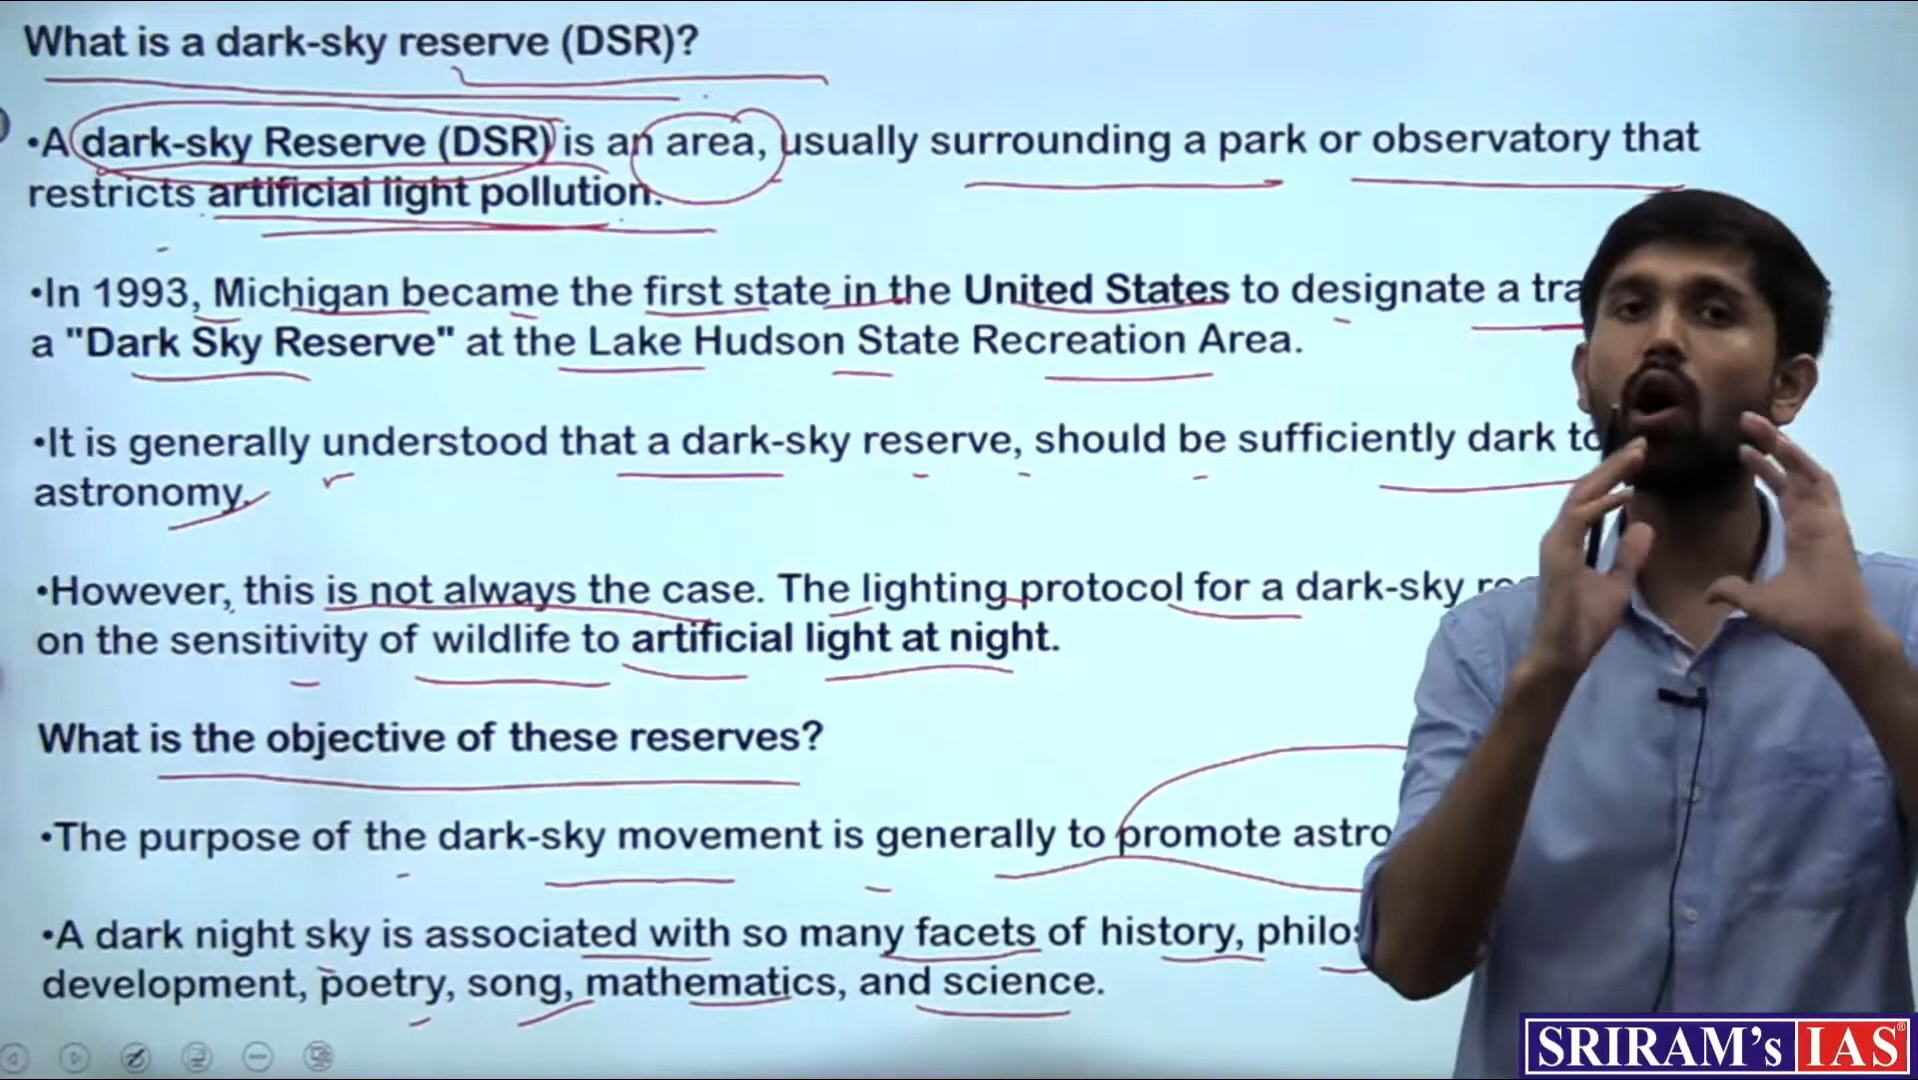 What is a dark-sky reserve (DSR)?
•A dark-sky Reserve (DSR) is an area, usually surrounding a park or observatory that
restricts artificial light pollution.
•In 1993, Michigan became the first state in the United States to designate a
a "Dark Sky Reserve" at the Lake Hudson State Recreation Area.
•It is generally understood that a dark-sky reserve, should be sufficiently dark to
astronomy.
•However, this is not always the case. The lighting protocol for a dark-sky
on the sensitivity of wildlife to artificial light at night.
What is the objective of these reserves?
•The purpose of the dark-sky movement is generally to promote
•A dark night sky is associated with so many facets of history,
development, poetry, song, mathematics, and science.
SRIRAM's IAS®